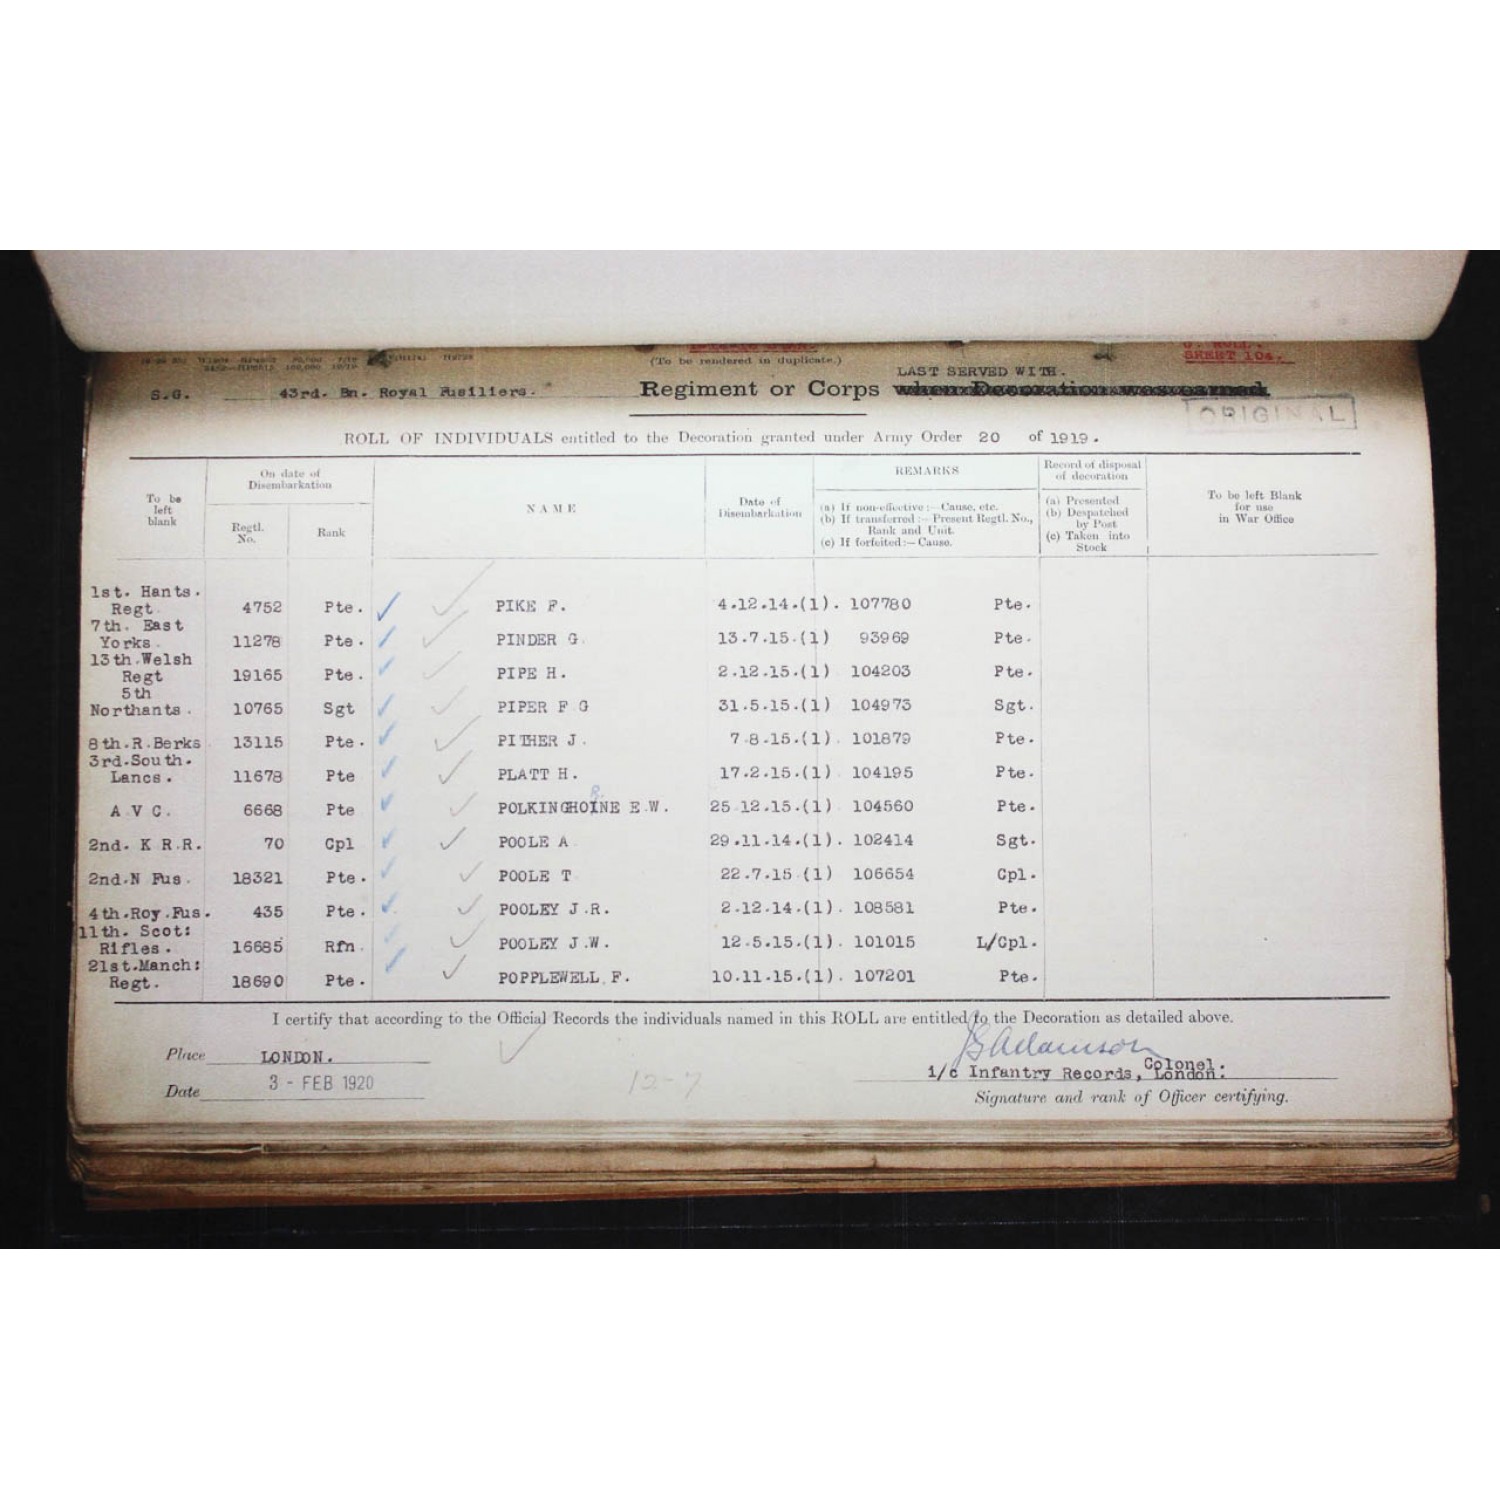 (To be rendered in duplicate.)
SHEET 104.
LAST SERVED WITH.
S.G. 43rd. Bn. Royal Fusiliers. Regiment or Corps when Decoration was earned
ORIGINAL
ROLL OF INDIVIDUALS entitled to the Decoration granted under Army Order 20 of 1919.
To be left blank
On date of Disembarkation
Regtl. No.
Rank
NAME
Date of Disembarkation
REMARKS
(a) If non-effective :— Cause, etc.
(b) If transferred :— Present Regtl. No., Rank and Unit.
(c) If forfeited :— Cause.
Record of disposal of decoration
(a) Presented
(b) Despatched by Post
(c) Taken into Stock
To be left Blank for use in War Office
1st. Hants. Regt 4752 Pte. PIKE F. 4.12.14.(1). 107780 Pte.
7th. East Yorks. 11278 Pte. PINDER G. 13.7.15.(1) 93969 Pte.
13th.Welsh Regt 19165 Pte. PIPE H. 2.12.15.(1) 104203 Pte.
5th Northants. 10765 Sgt PIPER F G 31.5.15.(1) 104973 Sgt.
8th.R.Berks 13115 Pte. PITHER J. 7.8.15.(1) 101879 Pte.
3rd.South. Lancs. 11678 Pte PLATT H. 17.2.15.(1) 104195 Pte.
A.V.C. 6668 Pte POLKINGHOINE E.W. 25.12.15.(1) 104560 Pte.
2nd. K.R.R. 70 Cpl POOLE A 29.11.14.(1). 102414 Sgt.
2nd.N Fus. 18321 Pte. POOLE T 22.7.15.(1) 106654 Cpl.
4th.Roy.Fus. 435 Pte. POOLEY J.R. 2.12.14.(1). 108581 Pte.
11th. Scot: Rifles. 16685 Rfn. POOLEY J.W. 12.5.15.(1). 101015 L/Cpl.
21st.Manch: Regt. 18690 Pte. POPPLEWELL.F. 10.11.15.(1). 107201 Pte.
I certify that according to the Official Records the individuals named in this ROLL are entitled to the Decoration as detailed above.
Place LONDON.
Date 3 - FEB 1920
12-7
Adamson
Colonel:
i/c Infantry Records, London:
Signature and rank of Officer certifying.